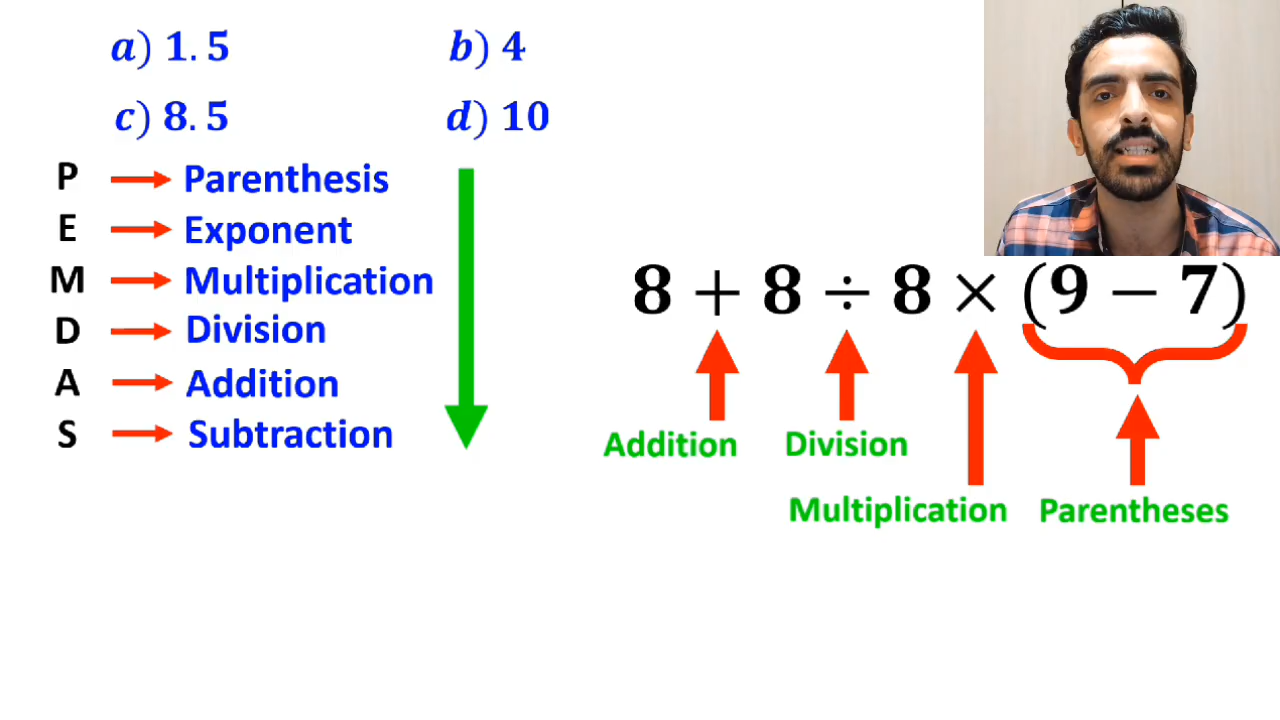 a) 1.5
b) 4
c) 8.5
d) 10
P → Parenthesis
E → Exponent
M → Multiplication
D → Division
A → Addition
S → Subtraction
8 + 8 ÷ 8 × (9 − 7)
Addition
Division
Multiplication
Parentheses